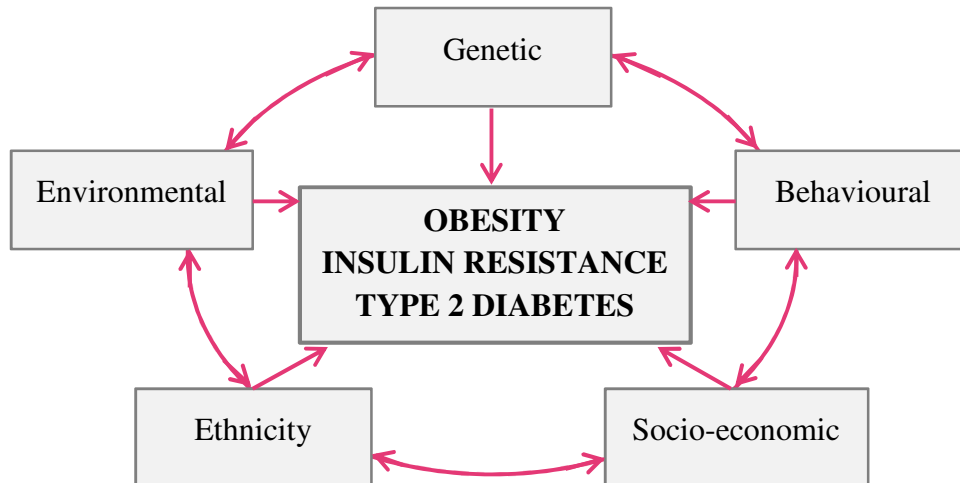 Genetic
Environmental
Behavioural
OBESITY
INSULIN RESISTANCE
TYPE 2 DIABETES
Ethnicity
Socio-economic